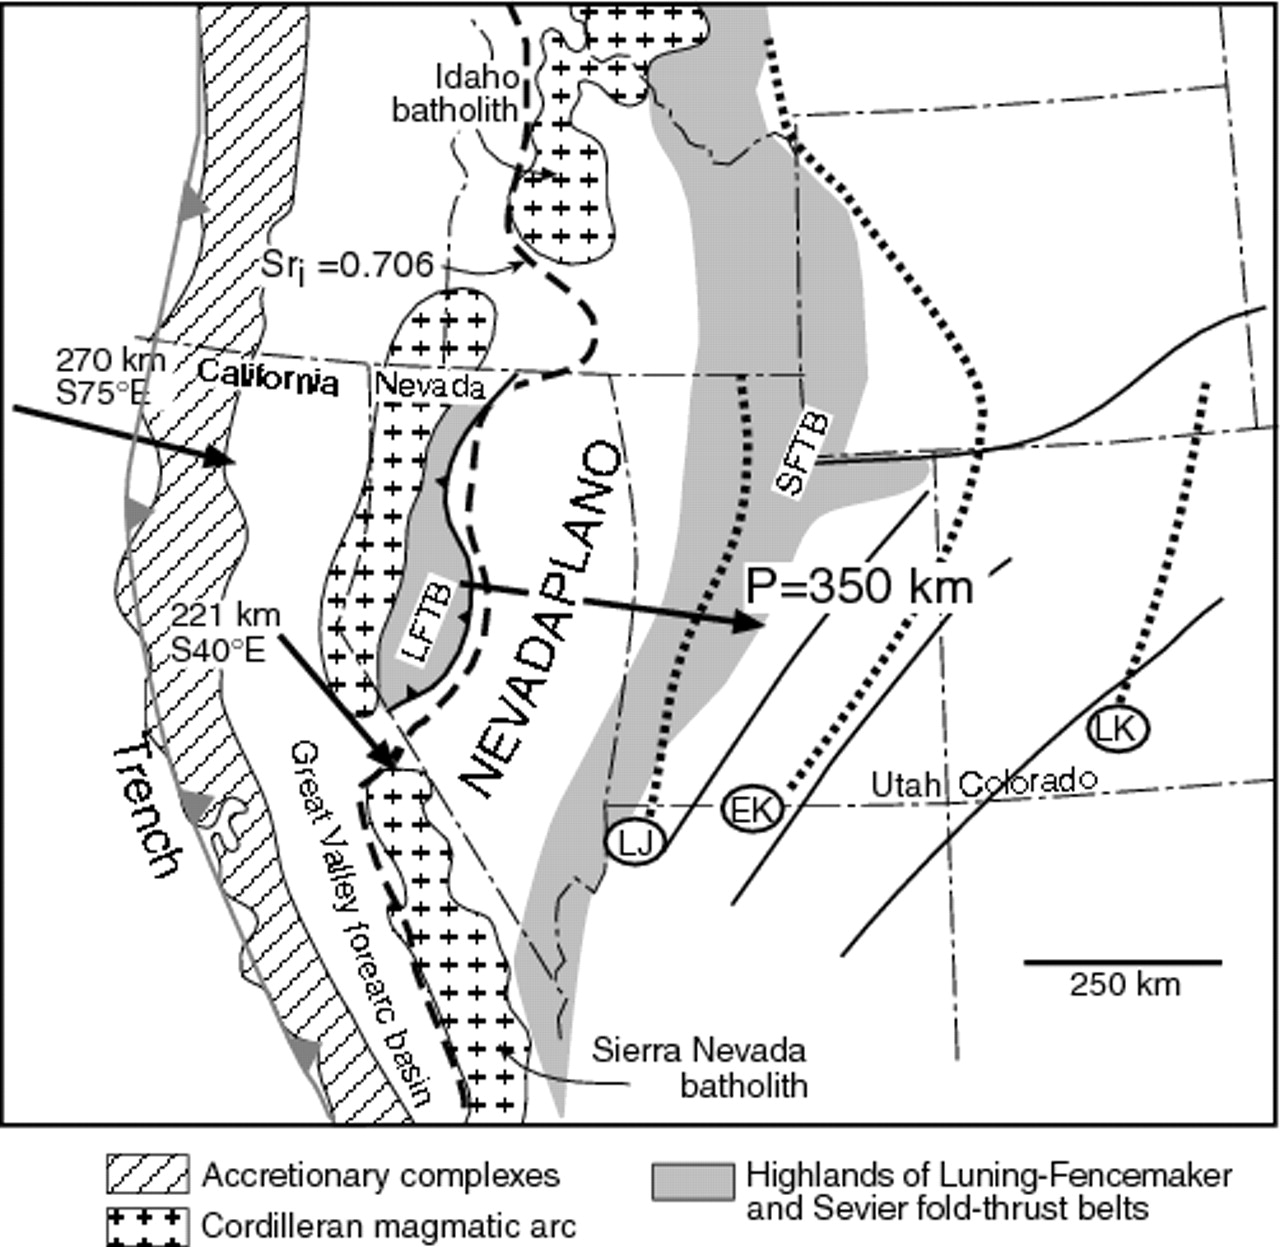 Idaho
batholith
Sri =0.706
270 km
S75°E
California
Nevada
SFTB
NEVADAPLANO
P=350 km
LFTB
221 km
S40°E
Trench
Great Valley forearc basin
LK
EK
LJ
Utah
Colorado
250 km
Sierra Nevada
batholith
Accretionary complexes
Cordilleran magmatic arc
Highlands of Luning-Fencemaker
and Sevier fold-thrust belts